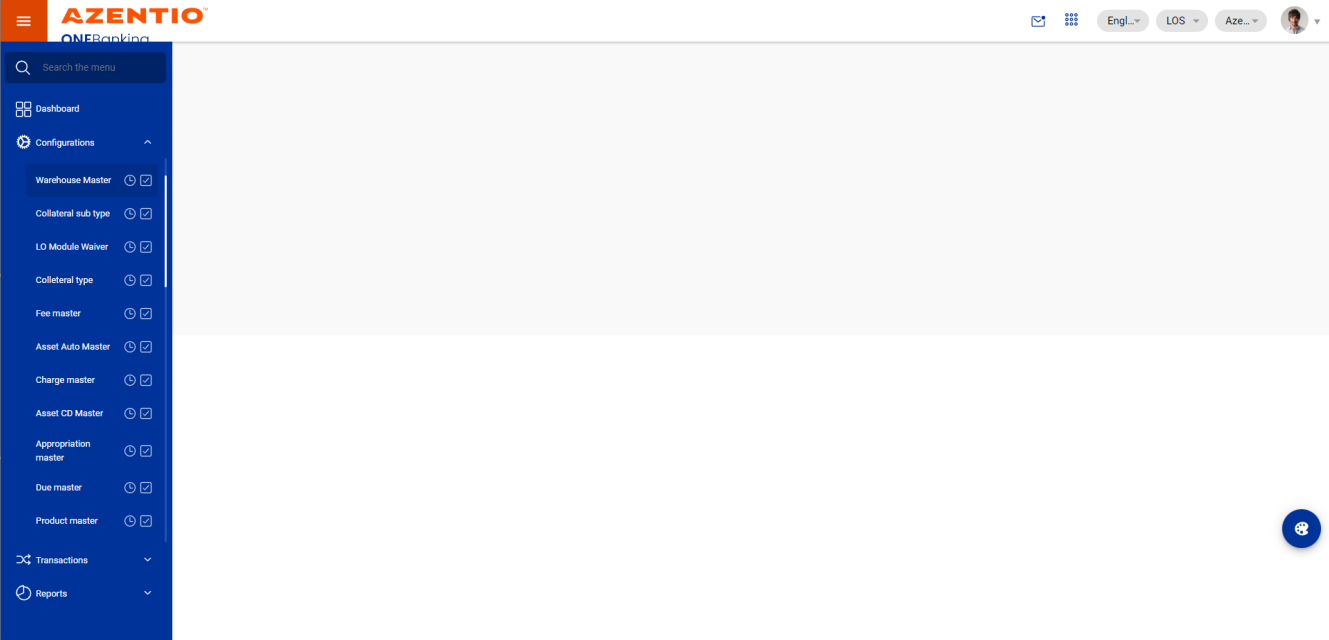 AZENTIO™
ONEBanking
Engl...
LOS
Aze...
Search the menu
Dashboard
Configurations
Warehouse Master
Collateral sub type
LO Module Waiver
Colleteral type
Fee master
Asset Auto Master
Charge master
Asset CD Master
Appropriation
master
Due master
Product master
Transactions
Reports